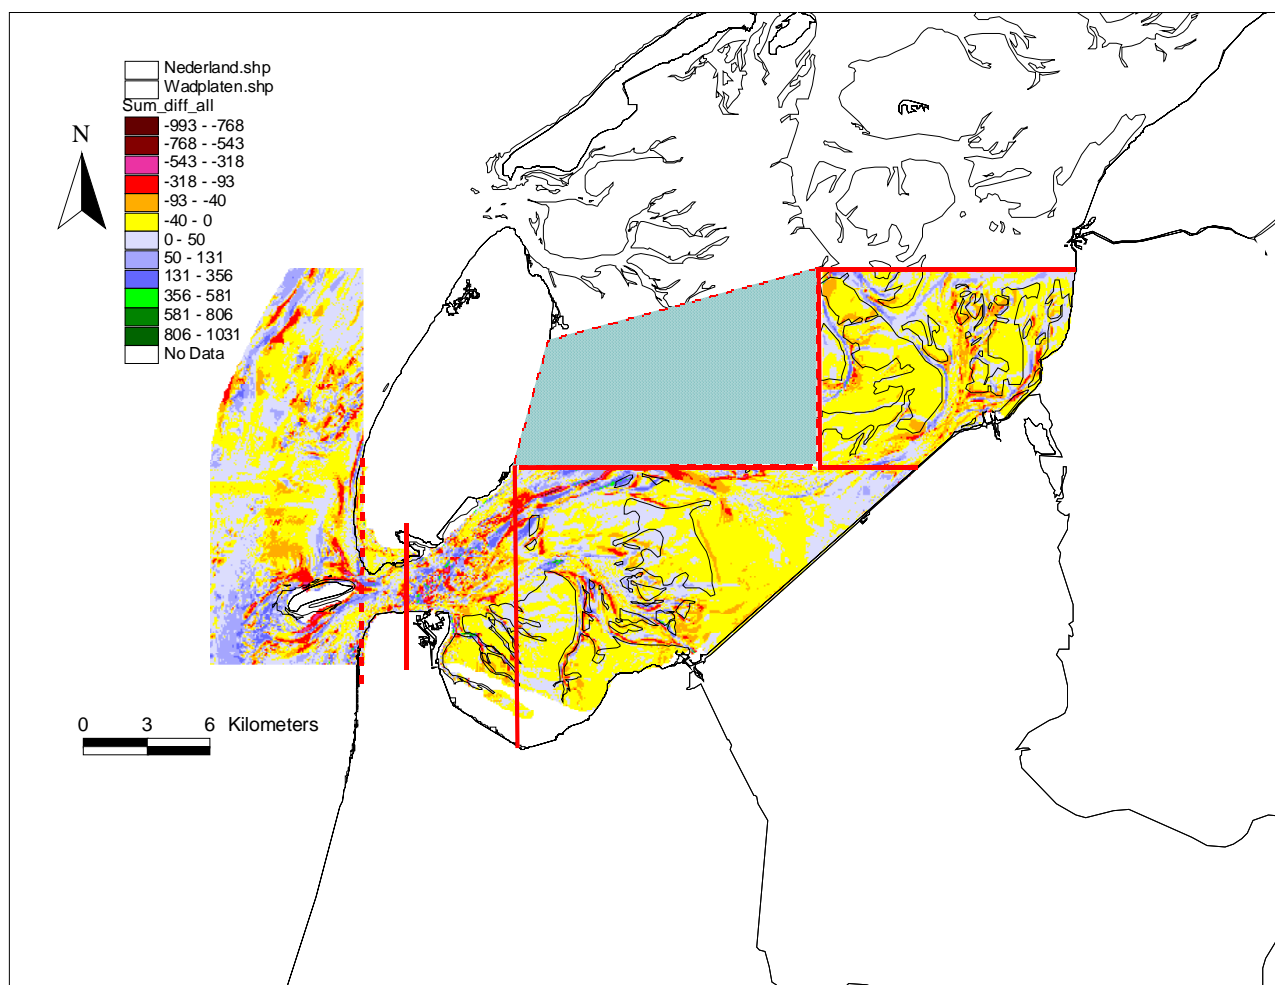 Nederland.shp
Wadplaten.shp
Sum_diff_all
-993 - -768
-768 - -543
-543 - -318
-318 - -93
-93 - -40
-40 - 0
0 - 50
50 - 131
131 - 356
356 - 581
581 - 806
806 - 1031
No Data
N
0 3 6 Kilometers